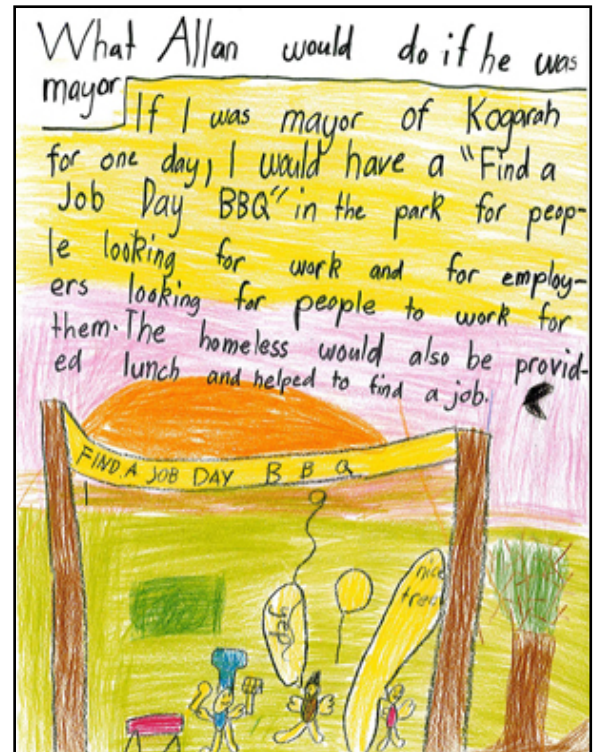 What Allan would do if he was
mayor
If I was mayor of Kogarah
for one day, I would have a "Find a
Job Day BBQ" in the park for peop-
le looking for work and for employ-
ers looking for people to work for
them. The homeless would also be provid-
ed lunch and helped to find a job.
FIND A JOB DAY B B Q
nice